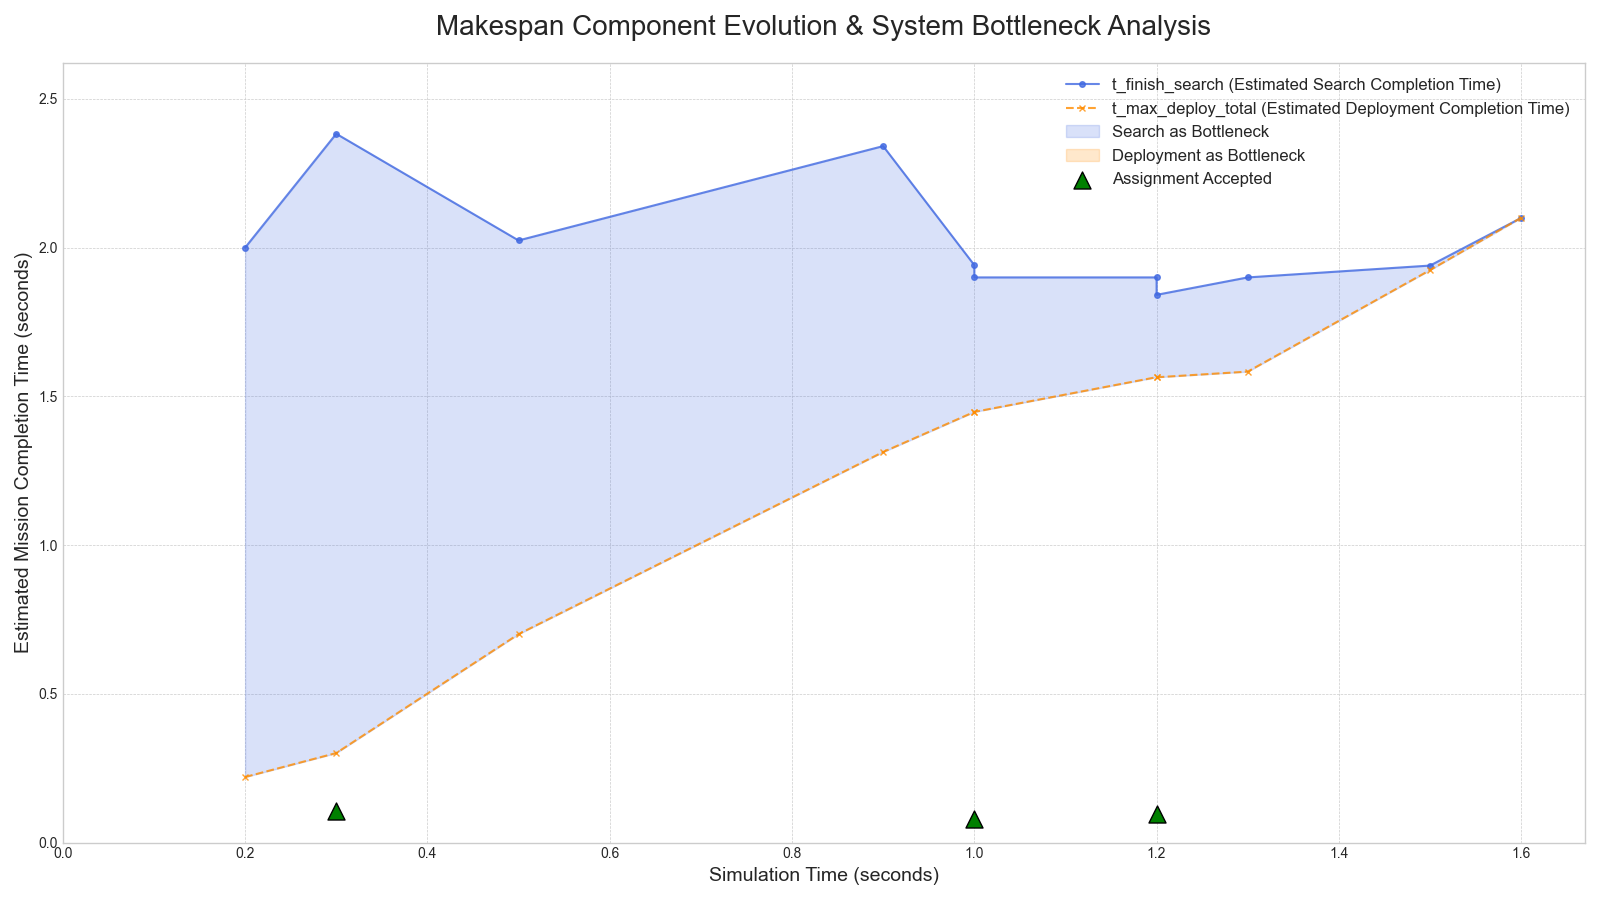 Makespan Component Evolution & System Bottleneck Analysis
t_finish_search (Estimated Search Completion Time)
t_max_deploy_total (Estimated Deployment Completion Time)
Search as Bottleneck
Deployment as Bottleneck
Assignment Accepted
Estimated Mission Completion Time (seconds)
2.5
2.0
1.5
1.0
0.5
0.0
0.0 0.2 0.4 0.6 0.8 1.0 1.2 1.4 1.6
Simulation Time (seconds)